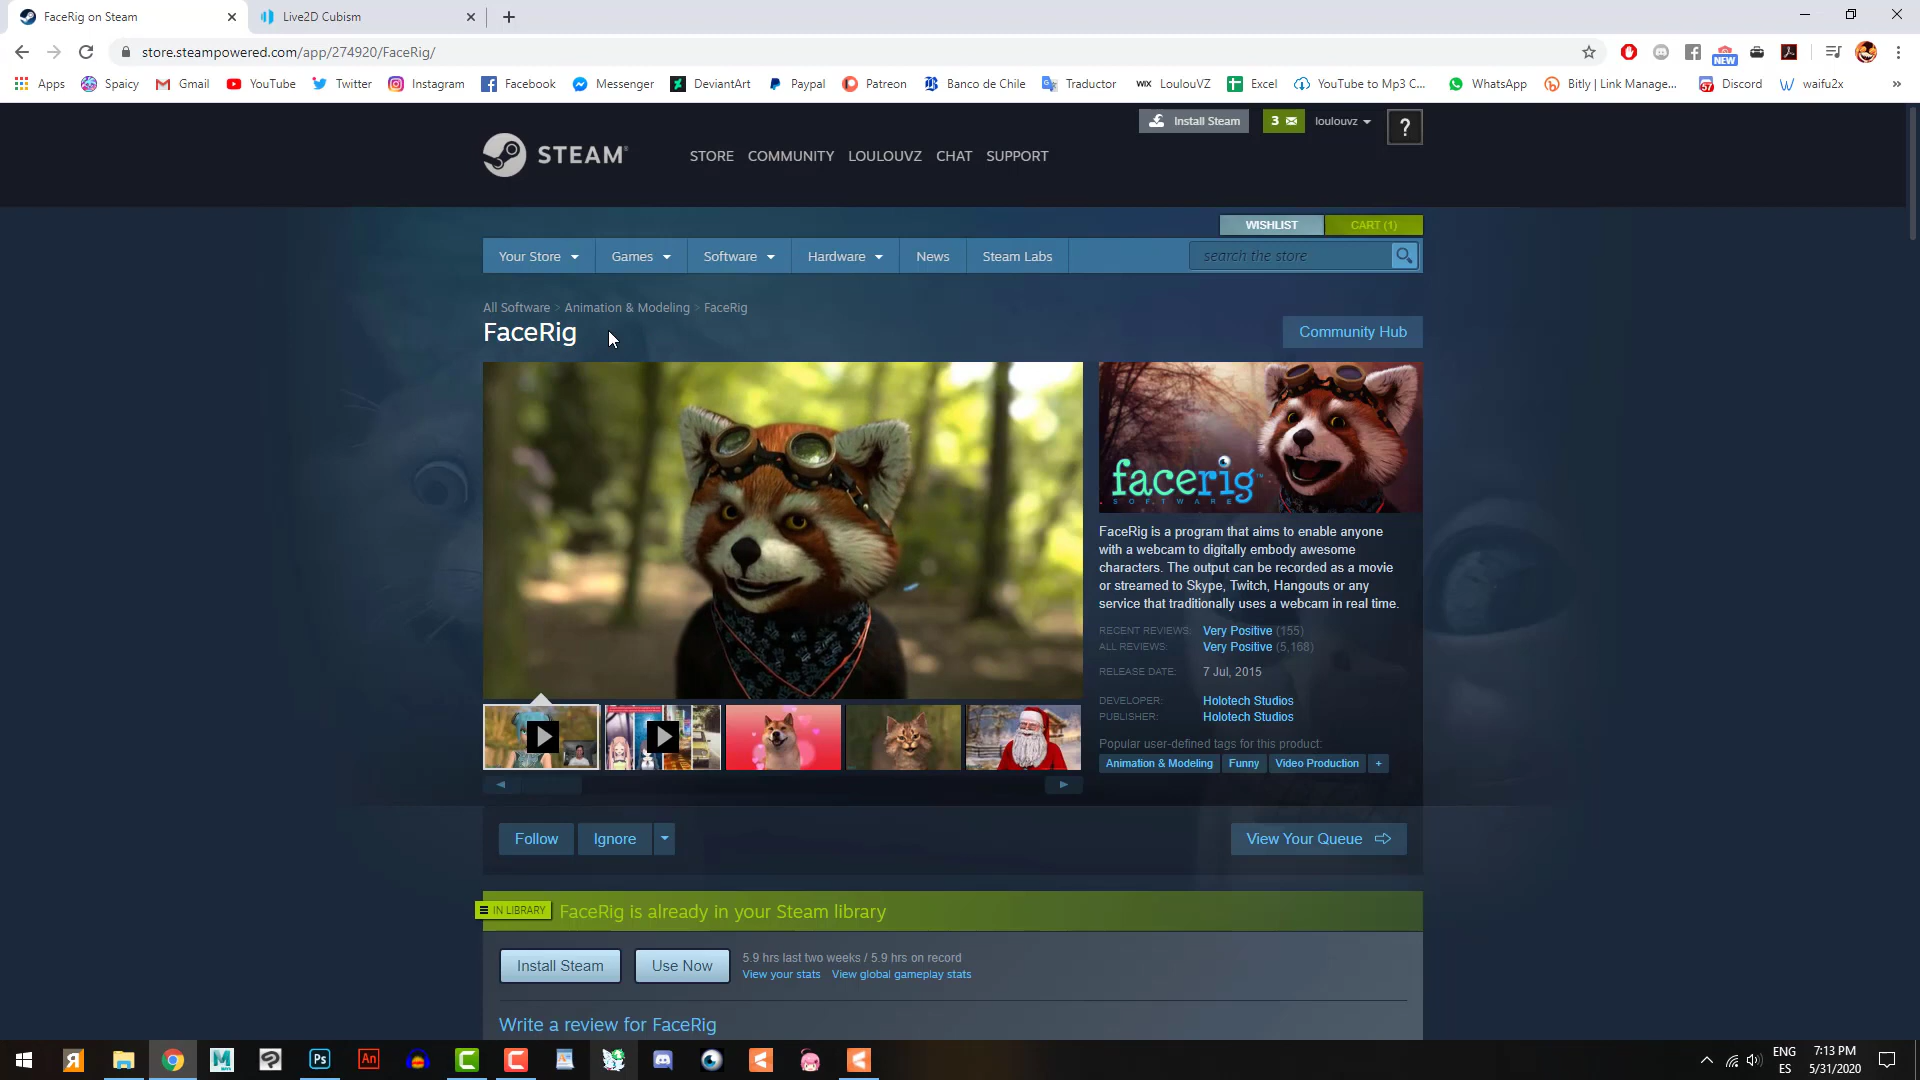 FaceRig on Steam
Live2D Cubism
store.steampowered.com/app/274920/FaceRig/
NEW
Apps
Spaicy
Gmail
YouTube
Twitter
Instagram
Facebook
Messenger
DeviantArt
Paypal
Patreon
Banco de Chile
Traductor
WIX LoulouVZ
Excel
YouTube to Mp3 C...
WhatsApp
Bitly | Link Manage...
57 Discord
waifu2x
»
Install Steam
3
loulouvz
?
STEAM
STORE COMMUNITY LOULOUVZ CHAT SUPPORT
WISHLIST CART (1)
Your Store Games Software Hardware News Steam Labs
search the store
All Software > Animation & Modeling > FaceRig
FaceRig
Community Hub
facerig
SOFTWARE
FaceRig is a program that aims to enable anyone
with a webcam to digitally embody awesome
characters. The output can be recorded as a movie
or streamed to Skype, Twitch, Hangouts or any
service that traditionally uses a webcam in real time.
RECENT REVIEWS: Very Positive (155)
ALL REVIEWS: Very Positive (5,168)
RELEASE DATE: 7 Jul, 2015
DEVELOPER: Holotech Studios
PUBLISHER: Holotech Studios
Popular user-defined tags for this product:
Animation & Modeling Funny Video Production +
Follow Ignore
View Your Queue
IN LIBRARY FaceRig is already in your Steam library
Install Steam Use Now
5.9 hrs last two weeks / 5.9 hrs on record
View your stats View global gameplay stats
Write a review for FaceRig
Ps
An
ENG
ES
7:13 PM
5/31/2020